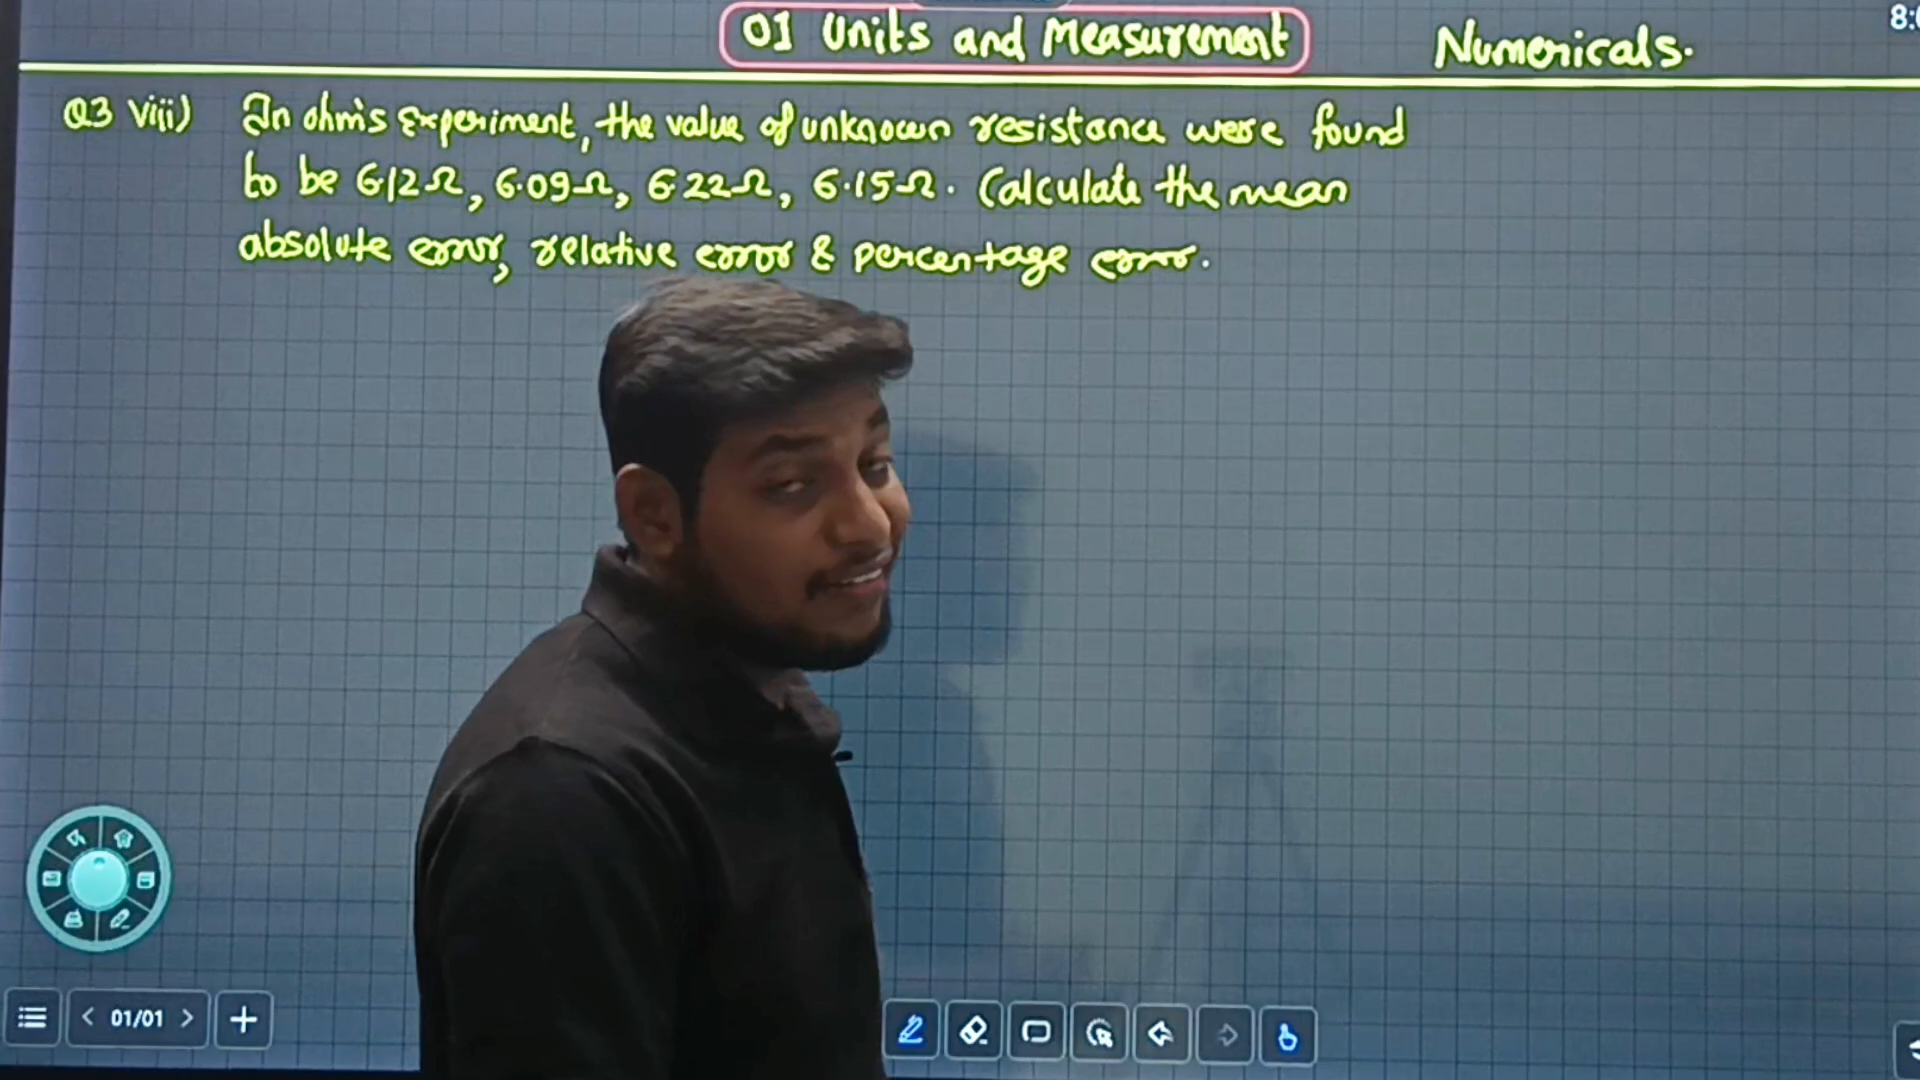 01 Units and Measurement
Numericals.
8:
Q3 viii) In ohm's Experiment, the value of unknown resistance were found
to be 6.12Ω, 6.09Ω, 6.22Ω, 6.15Ω. Calculate the mean
absolute error, relative error & percentage error.
01/01